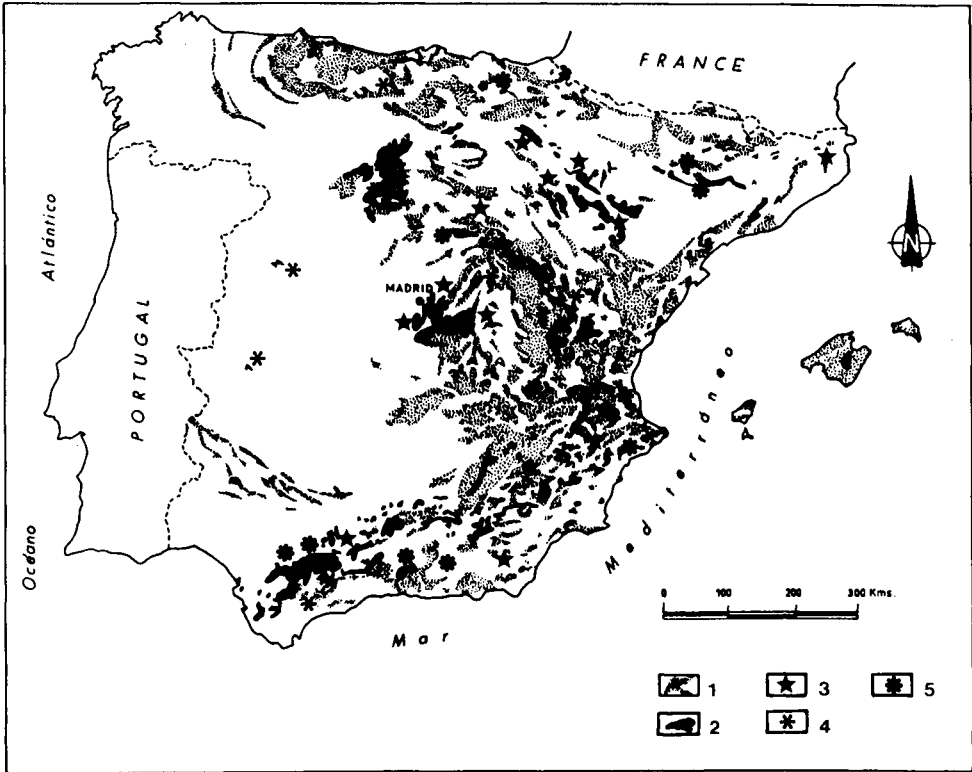 FRANCE
Atlántico
MADRID
N
PORTUGAL
Mediterráneo
Océano
0 100 200 300 Kms.
Mar
1 3 5
2 4